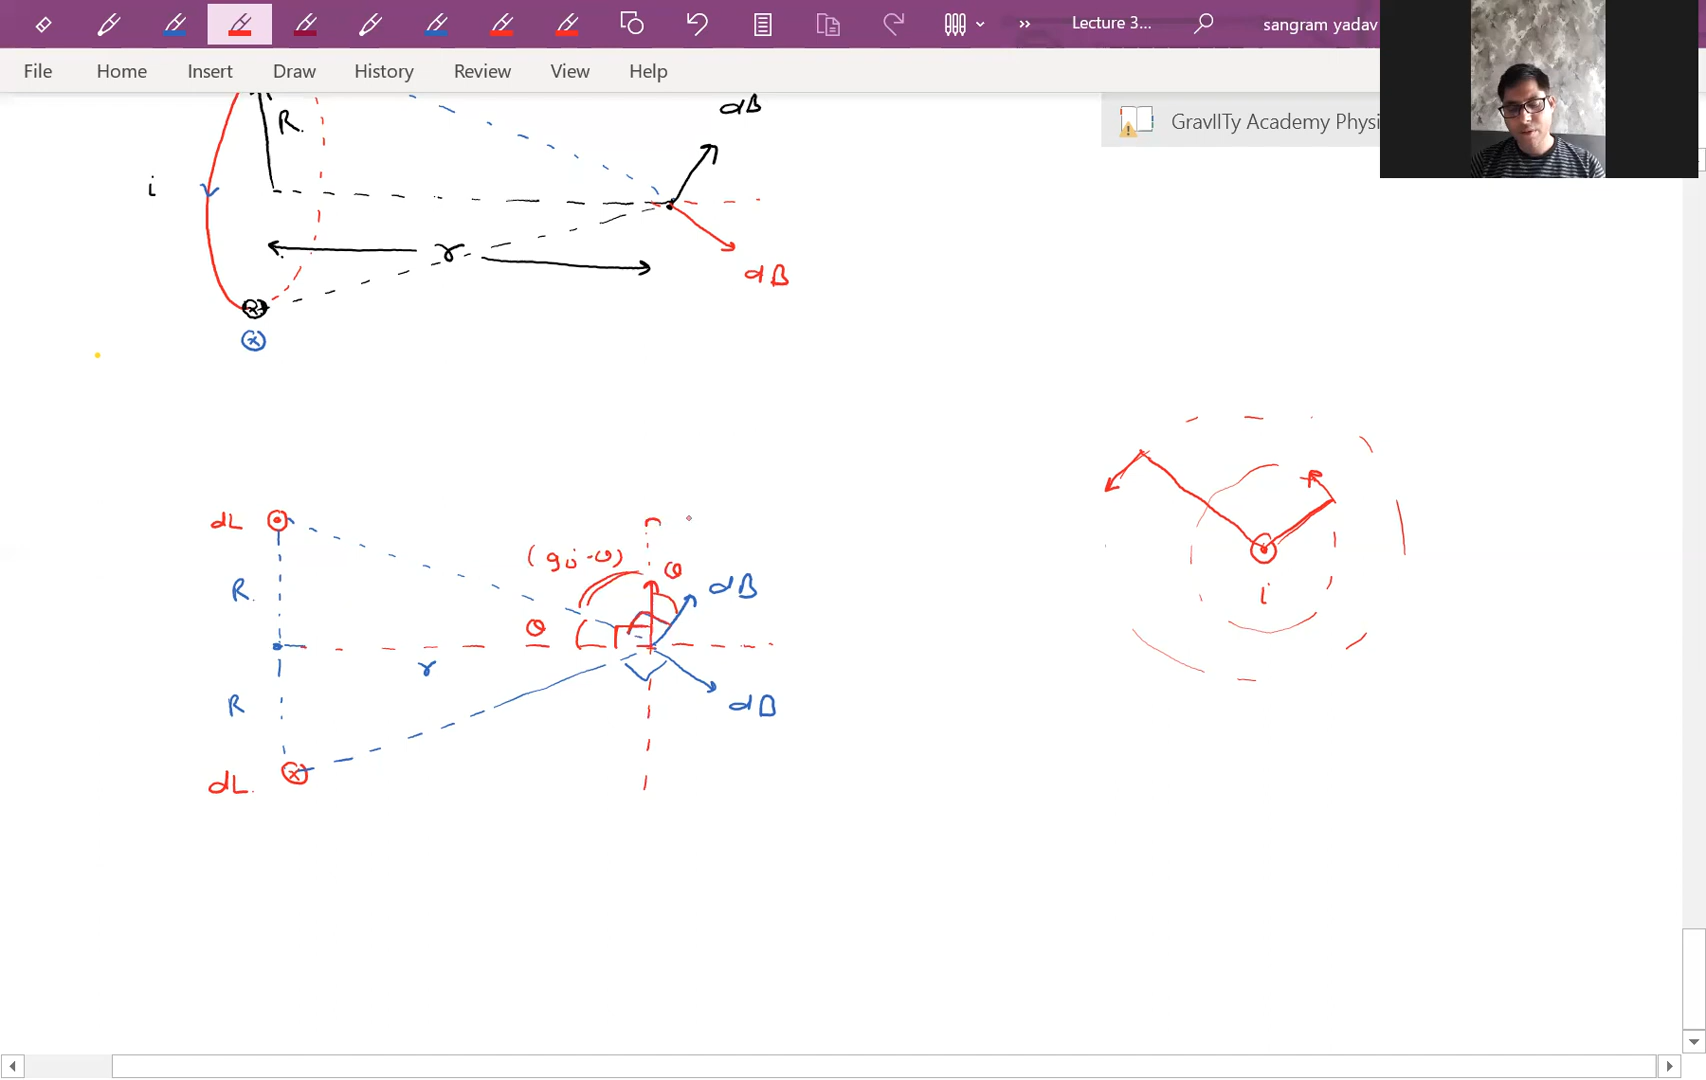 Lecture 3...
sangram yadav
File Home Insert Draw History Review View Help
GravIITy Academy Physi
R.
dB
i
r
dB
dL
R.
(90-θ)
θ
dB
θ
r
R
dB
dL.
i